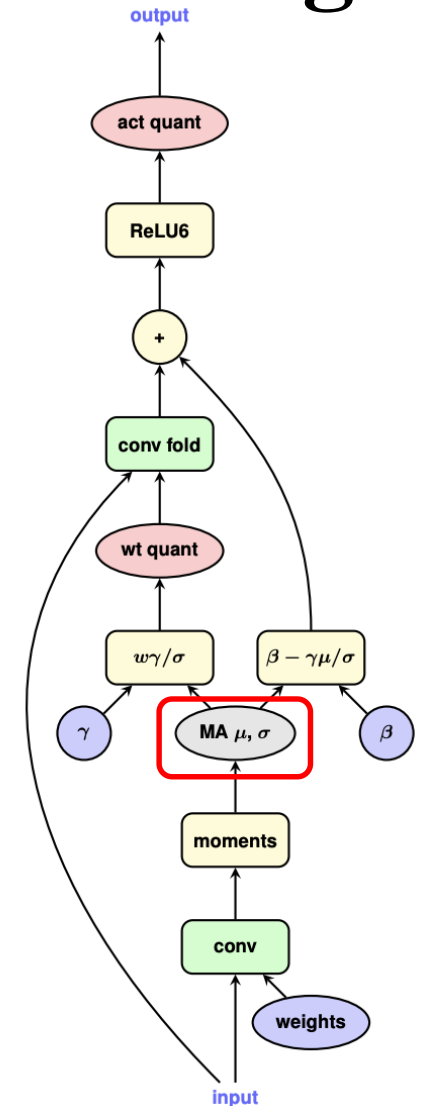 g
output
act quant
ReLU6
+
conv fold
wt quant
wγ/σ
β − γμ/σ
γ
MA μ, σ
β
moments
conv
weights
input